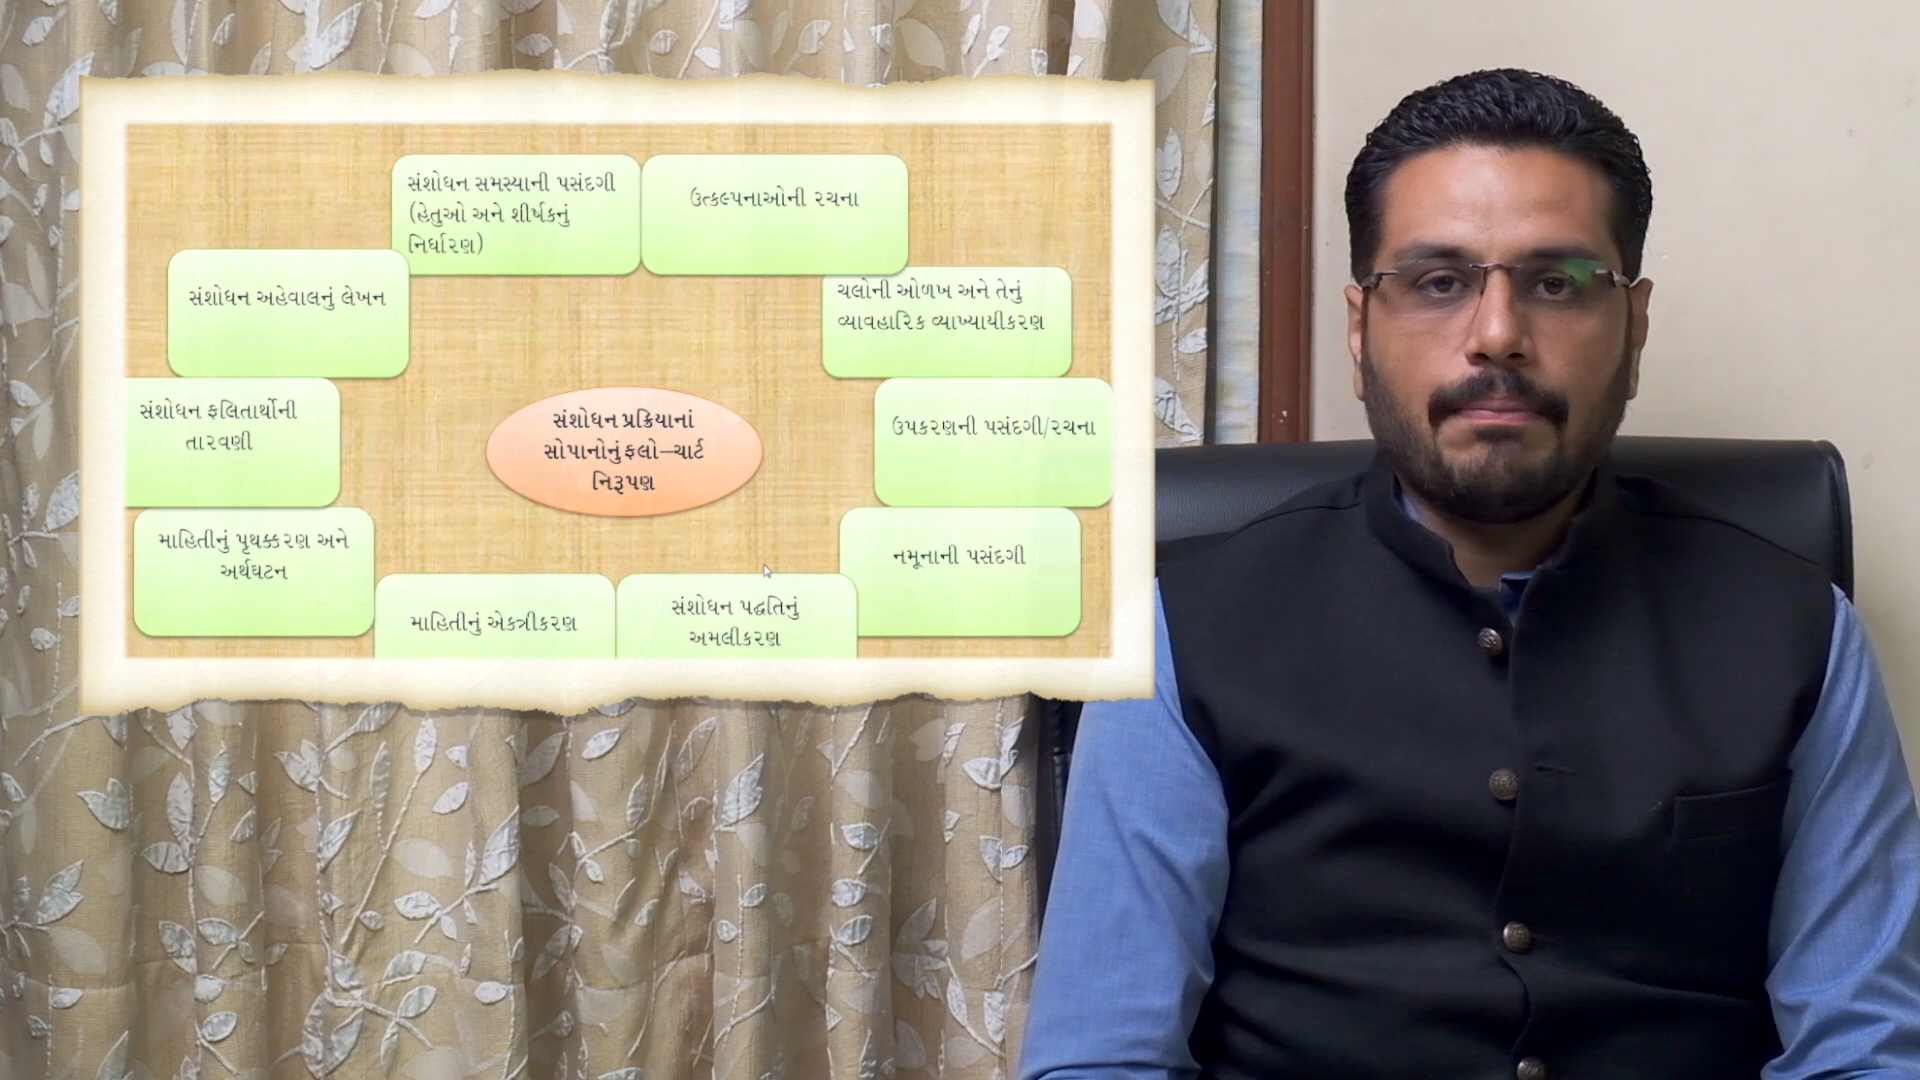 સંશોધન સમસ્યાની પસંદગી
(હેતુઓ અને શીર્ષકનું
નિર્ધારણ)
ઉત્કલ્પનાઓની રચના
ચલોની ઓળખ અને તેનું
વ્યાવહારિક વ્યાખ્યાયીકરણ
ઉપકરણની પસંદગી/રચના
નમૂનાની પસંદગી
સંશોધન પદ્ધતિનું
અમલીકરણ
માહિતીનું એકત્રીકરણ
માહિતીનું પૃથક્કરણ અને
અર્થઘટન
સંશોધન ફલિતાર્થોની
તારવણી
સંશોધન અહેવાલનું લેખન
સંશોધન પ્રક્રિયાનાં
સોપાનોનું ફલો–ચાર્ટ
નિરૂપણ